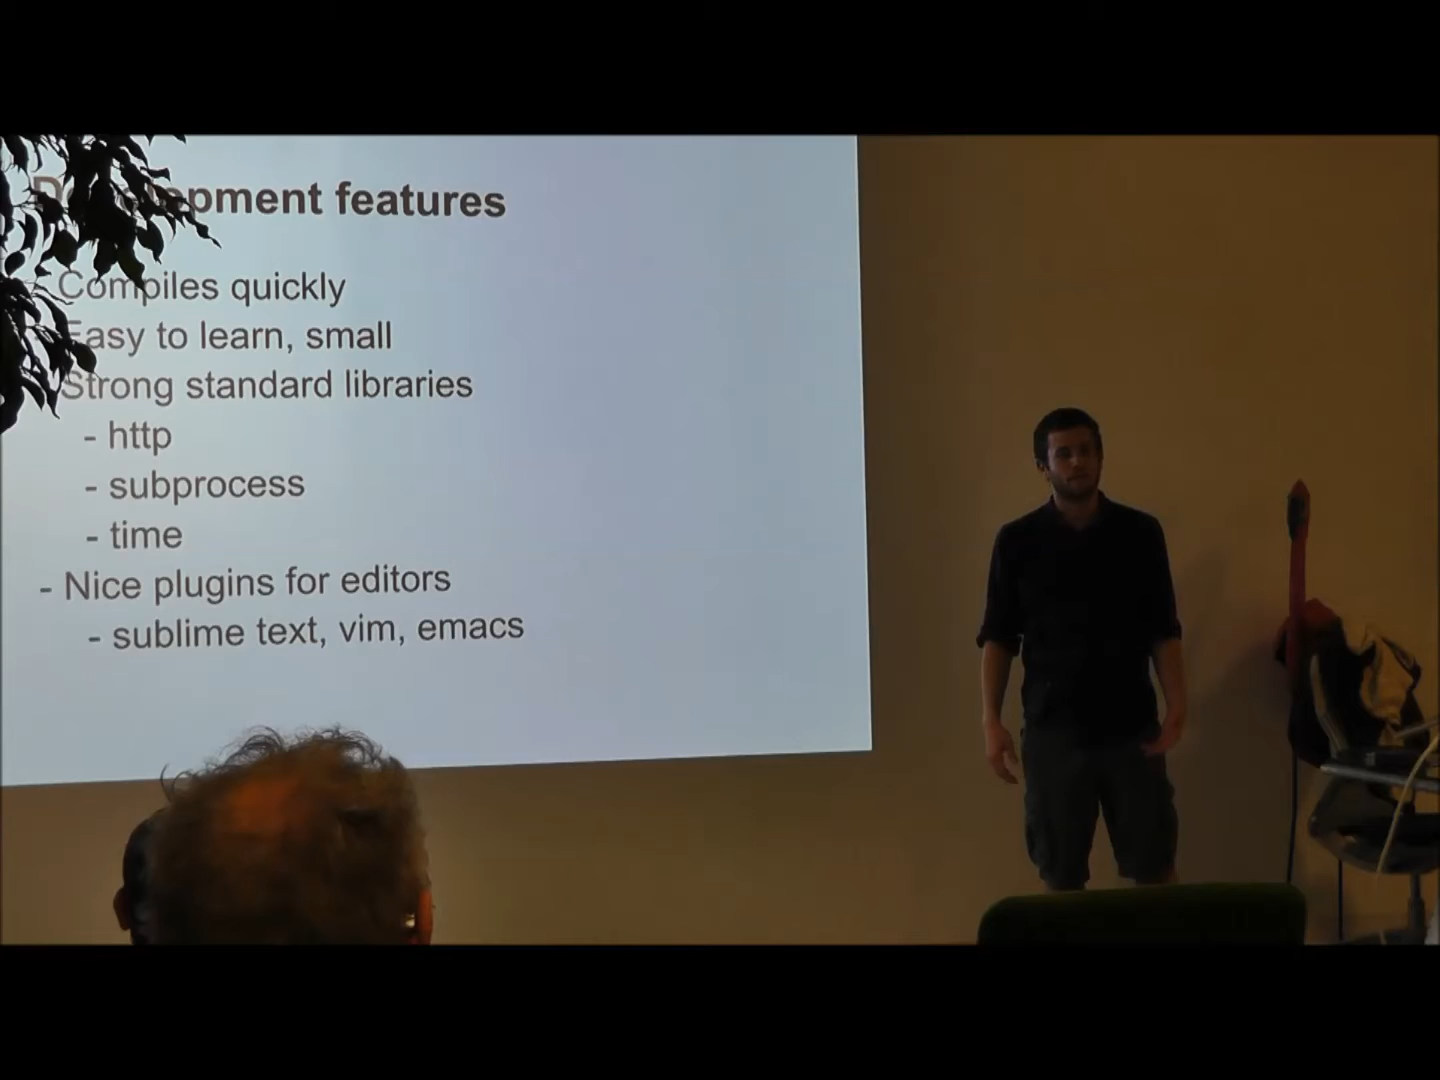 Development features
- Compiles quickly
- Easy to learn, small
- Strong standard libraries
- http
- subprocess
- time
- Nice plugins for editors
- sublime text, vim, emacs